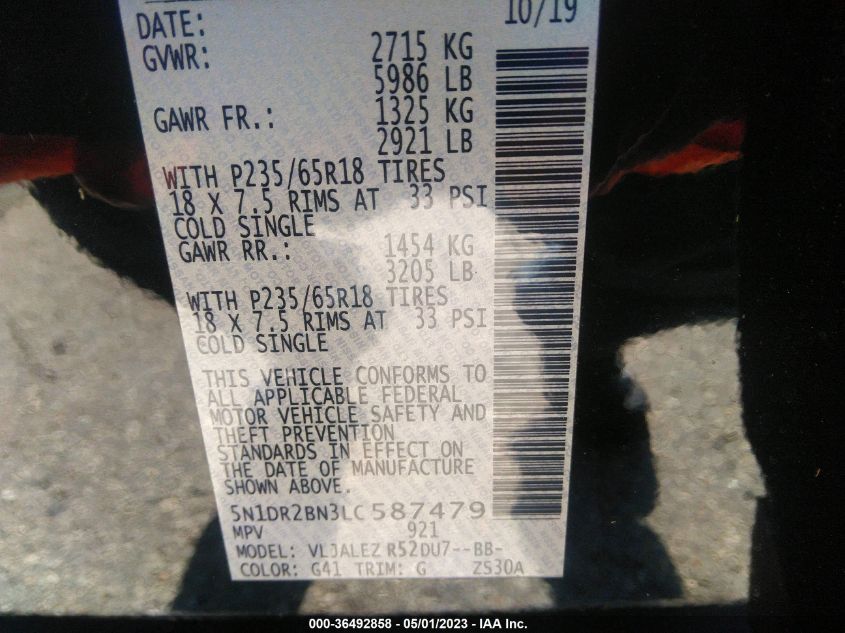 DATE: 10/19
GVWR: 2715 KG
5986 LB
GAWR FR.: 1325 KG
2921 LB
WITH P235/65R18 TIRES
18 X 7.5 RIMS AT 33 PSI
COLD SINGLE
GAWR RR.: 1454 KG
3205 LB
WITH P235/65R18 TIRES
18 X 7.5 RIMS AT 33 PSI
COLD SINGLE
THIS VEHICLE CONFORMS TO
ALL APPLICABLE FEDERAL
MOTOR VEHICLE SAFETY AND
THEFT PREVENTION
STANDARDS IN EFFECT ON
THE DATE OF MANUFACTURE
SHOWN ABOVE.
5N1DR2BN3LC587479
MPV 921
MODEL: VLJALEZ R52DU7--BB-
COLOR: G41 TRIM: G ZS30A
000-36492858 - 05/01/2023 - IAA Inc.